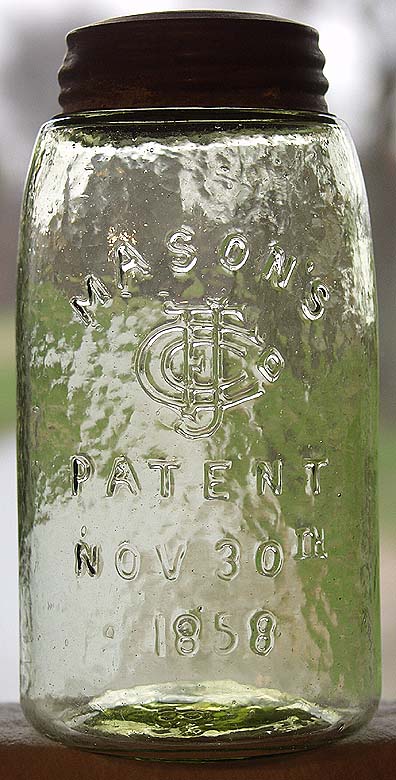 MASON'S
CFJCo
PATENT
NOV 30TH
1858